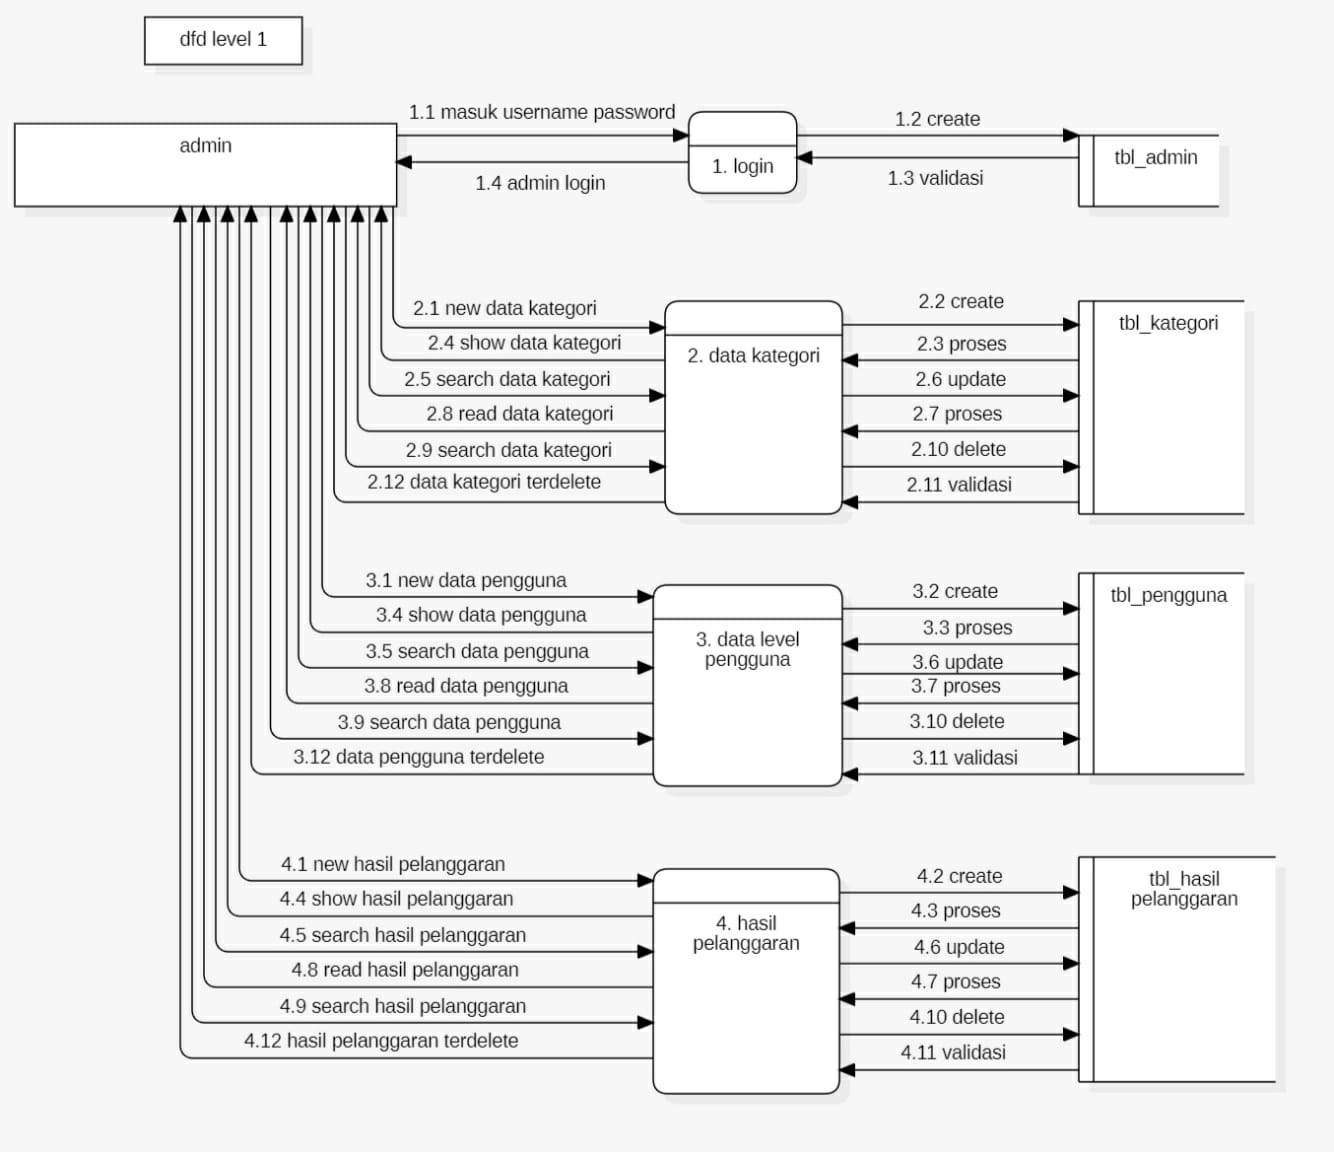 dfd level 1
admin
1.1 masuk username password
1.4 admin login
1. login
1.2 create
1.3 validasi
tbl_admin
2.1 new data kategori
2.4 show data kategori
2.5 search data kategori
2.8 read data kategori
2.9 search data kategori
2.12 data kategori terdelete
2. data kategori
2.2 create
2.3 proses
2.6 update
2.7 proses
2.10 delete
2.11 validasi
tbl_kategori
3.1 new data pengguna
3.4 show data pengguna
3.5 search data pengguna
3.8 read data pengguna
3.9 search data pengguna
3.12 data pengguna terdelete
3. data level
pengguna
3.2 create
3.3 proses
3.6 update
3.7 proses
3.10 delete
3.11 validasi
tbl_pengguna
4.1 new hasil pelanggaran
4.4 show hasil pelanggaran
4.5 search hasil pelanggaran
4.8 read hasil pelanggaran
4.9 search hasil pelanggaran
4.12 hasil pelanggaran terdelete
4. hasil
pelanggaran
4.2 create
4.3 proses
4.6 update
4.7 proses
4.10 delete
4.11 validasi
tbl_hasil
pelanggaran